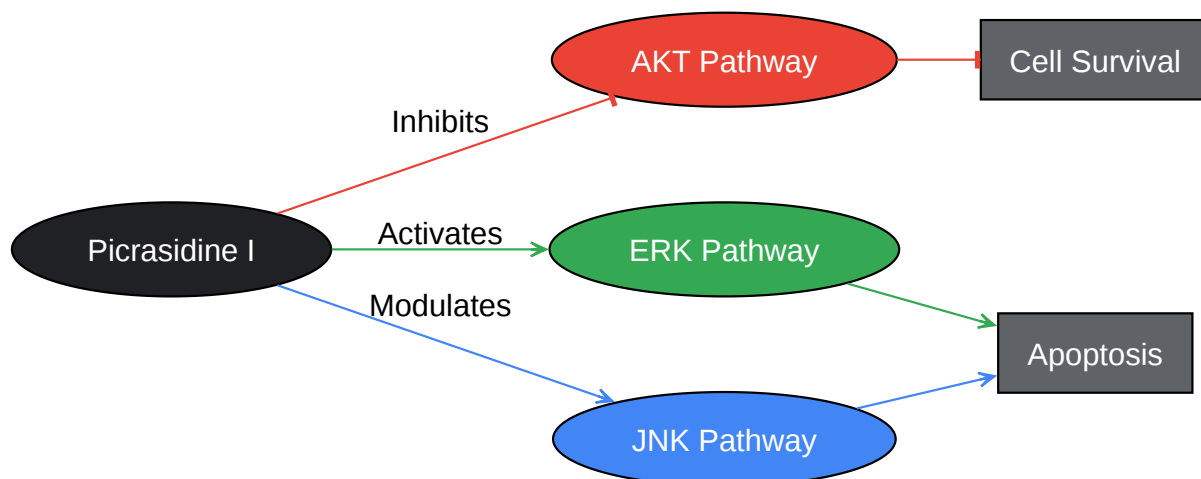 AKT Pathway
Cell Survival
Inhibits
Picrasidine I
Activates
ERK Pathway
Modulates
Apoptosis
JNK Pathway